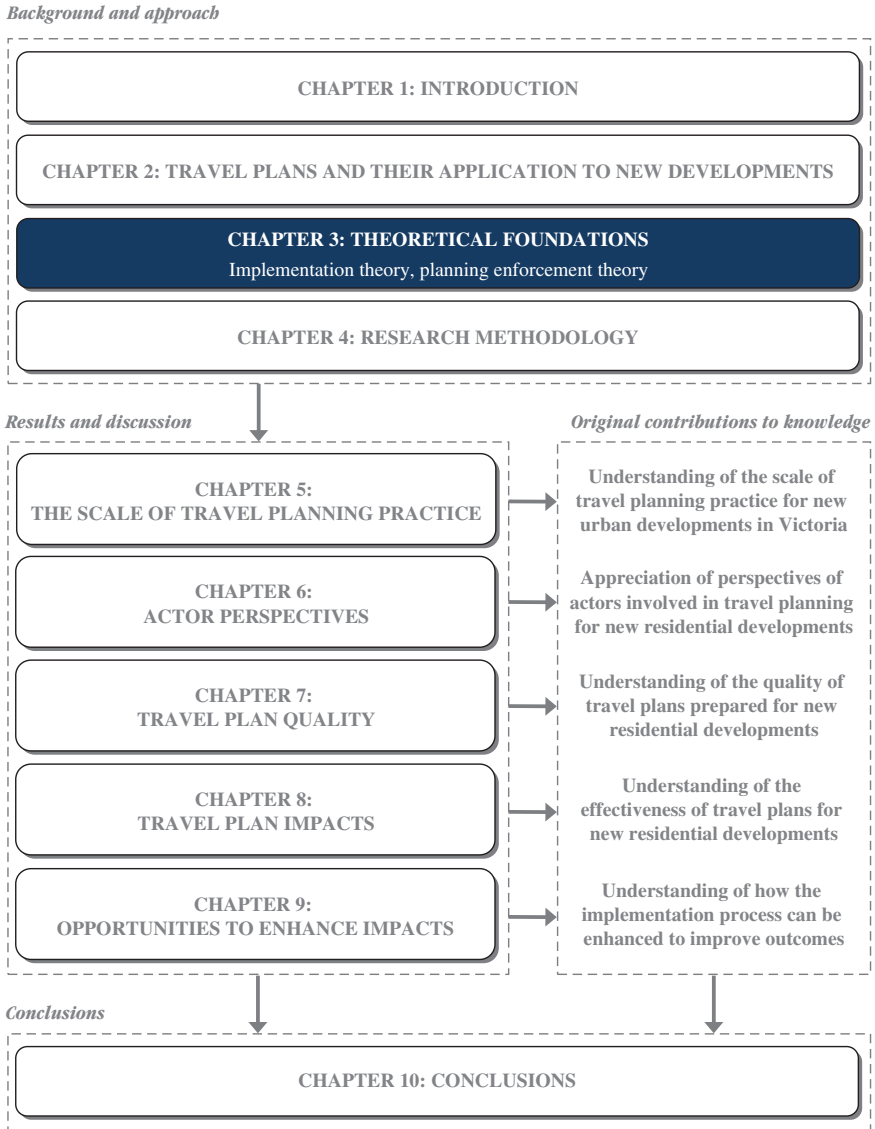 Background and approach
CHAPTER 1: INTRODUCTION
CHAPTER 2: TRAVEL PLANS AND THEIR APPLICATION TO NEW DEVELOPMENTS
CHAPTER 3: THEORETICAL FOUNDATIONS
Implementation theory, planning enforcement theory
CHAPTER 4: RESEARCH METHODOLOGY
Results and discussion
CHAPTER 5:
THE SCALE OF TRAVEL PLANNING PRACTICE
CHAPTER 6:
ACTOR PERSPECTIVES
CHAPTER 7:
TRAVEL PLAN QUALITY
CHAPTER 8:
TRAVEL PLAN IMPACTS
CHAPTER 9:
OPPORTUNITIES TO ENHANCE IMPACTS
Original contributions to knowledge
Understanding of the scale of
travel planning practice for new
urban developments in Victoria
Appreciation of perspectives of
actors involved in travel planning
for new residential developments
Understanding of the quality of
travel plans prepared for new
residential developments
Understanding of the
effectiveness of travel plans for
new residential developments
Understanding of how the
implementation process can be
enhanced to improve outcomes
Conclusions
CHAPTER 10: CONCLUSIONS